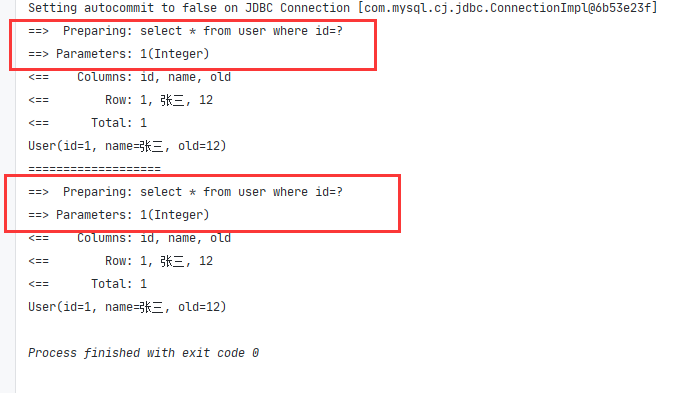 Setting autocommit to false on JDBC Connection [com.mysql.cj.jdbc.ConnectionImpl@6b53e23f]
==>  Preparing: select * from user where id=?
==> Parameters: 1(Integer)
<==    Columns: id, name, old
<==        Row: 1, 张三, 12
<==      Total: 1
User(id=1, name=张三, old=12)
===================
==>  Preparing: select * from user where id=?
==> Parameters: 1(Integer)
<==    Columns: id, name, old
<==        Row: 1, 张三, 12
<==      Total: 1
User(id=1, name=张三, old=12)
Process finished with exit code 0